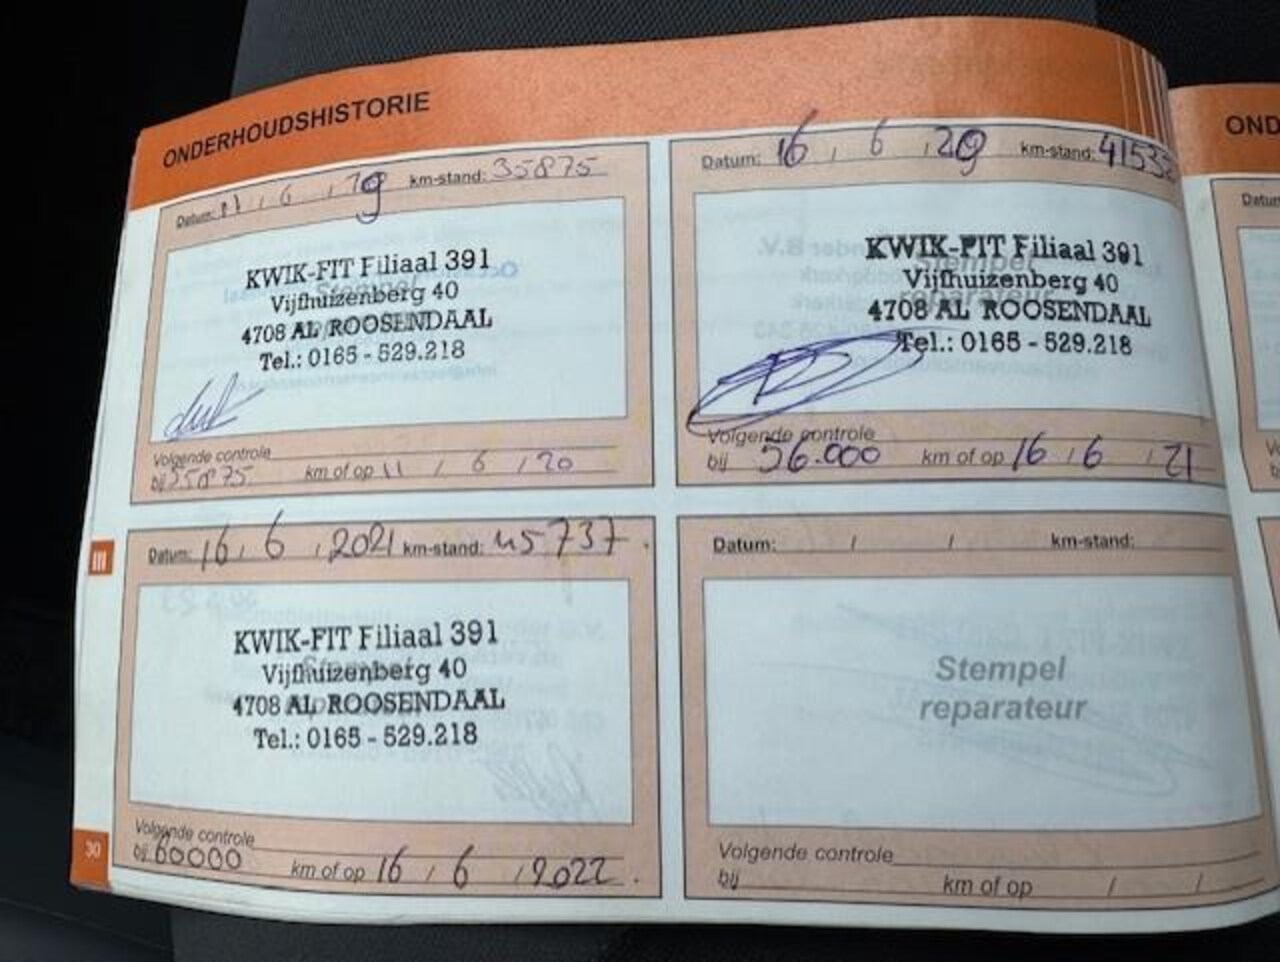 ONDERHOUDSHISTORIE
Datum: 11 / 6 / 19 km-stand: 35875
KWIK-FIT Filiaal 391
Vijfhuizenberg 40
4708 AL ROOSENDAAL
Tel.: 0165 - 529.218
Volgende controle
bij 35875 km of op 11 / 6 / 20
Datum: 16 / 6 / 20 km-stand:
KWIK-FIT Filiaal 391
Vijfhuizenberg 40
4708 AL ROOSENDAAL
Tel.: 0165 - 529.218
Volgende controle
bij 56.000 km of op 16 / 6 / 21
Datum: 16 / 6 / 2021 km-stand: 45737
KWIK-FIT Filiaal 391
Vijfhuizenberg 40
4708 AL ROOSENDAAL
Tel.: 0165 - 529.218
Volgende controle
bij 60000 km of op 16 / 6 / 2022
Datum: / / km-stand:
Stempel
reparateur
Volgende controle
bij km of op / /
III
30
OND
Datum